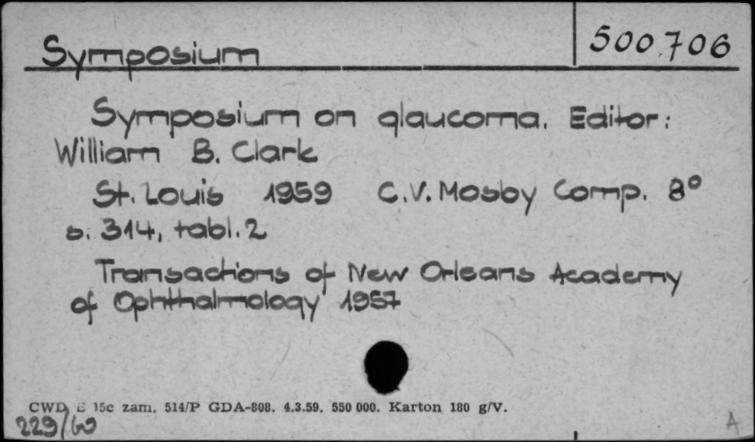 Symposium 500706
Symposium on glaucoma. Editor:
William B. Clark
St. Louis 1959 C.V. Mosby Comp. 8°
s. 314, tabl. 2
Transactions of New Orleans Academy
of Ophthalmology 1957
CWD, E 15c zam. 514/P GDA-808. 4.3.59. 550 000. Karton 180 g/V.
229/60
A